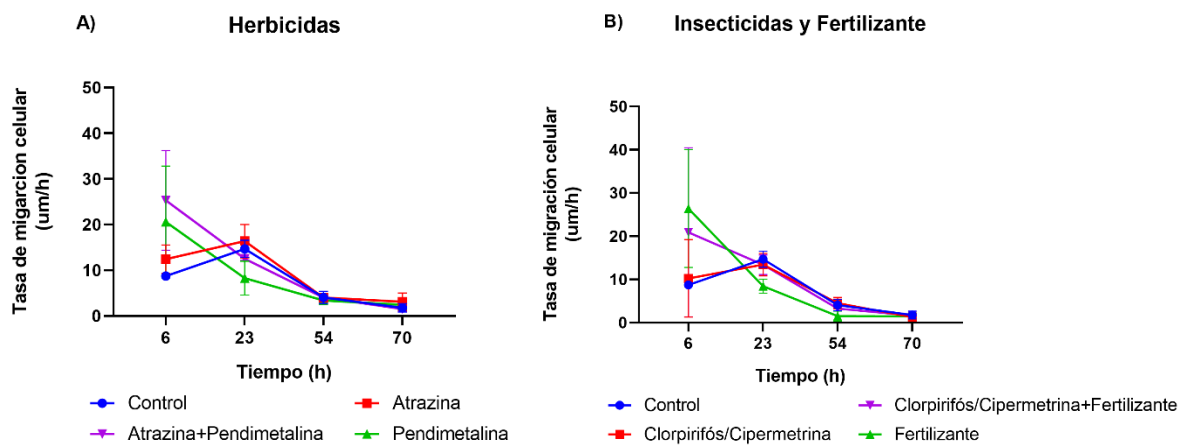 A)
Herbicidas
Tasa de migarcion celular
(um/h)
50
40
30
20
10
0
6
23
54
70
Tiempo (h)
Control
Atrazina
Atrazina+Pendimetalina
Pendimetalina
B)
Insecticidas y Fertilizante
Tasa de migración celular
(um/h)
50
40
30
20
10
0
6
23
54
70
Tiempo (h)
Control
Clorpirifós/Cipermetrina+Fertilizante
Clorpirifós/Cipermetrina
Fertilizante